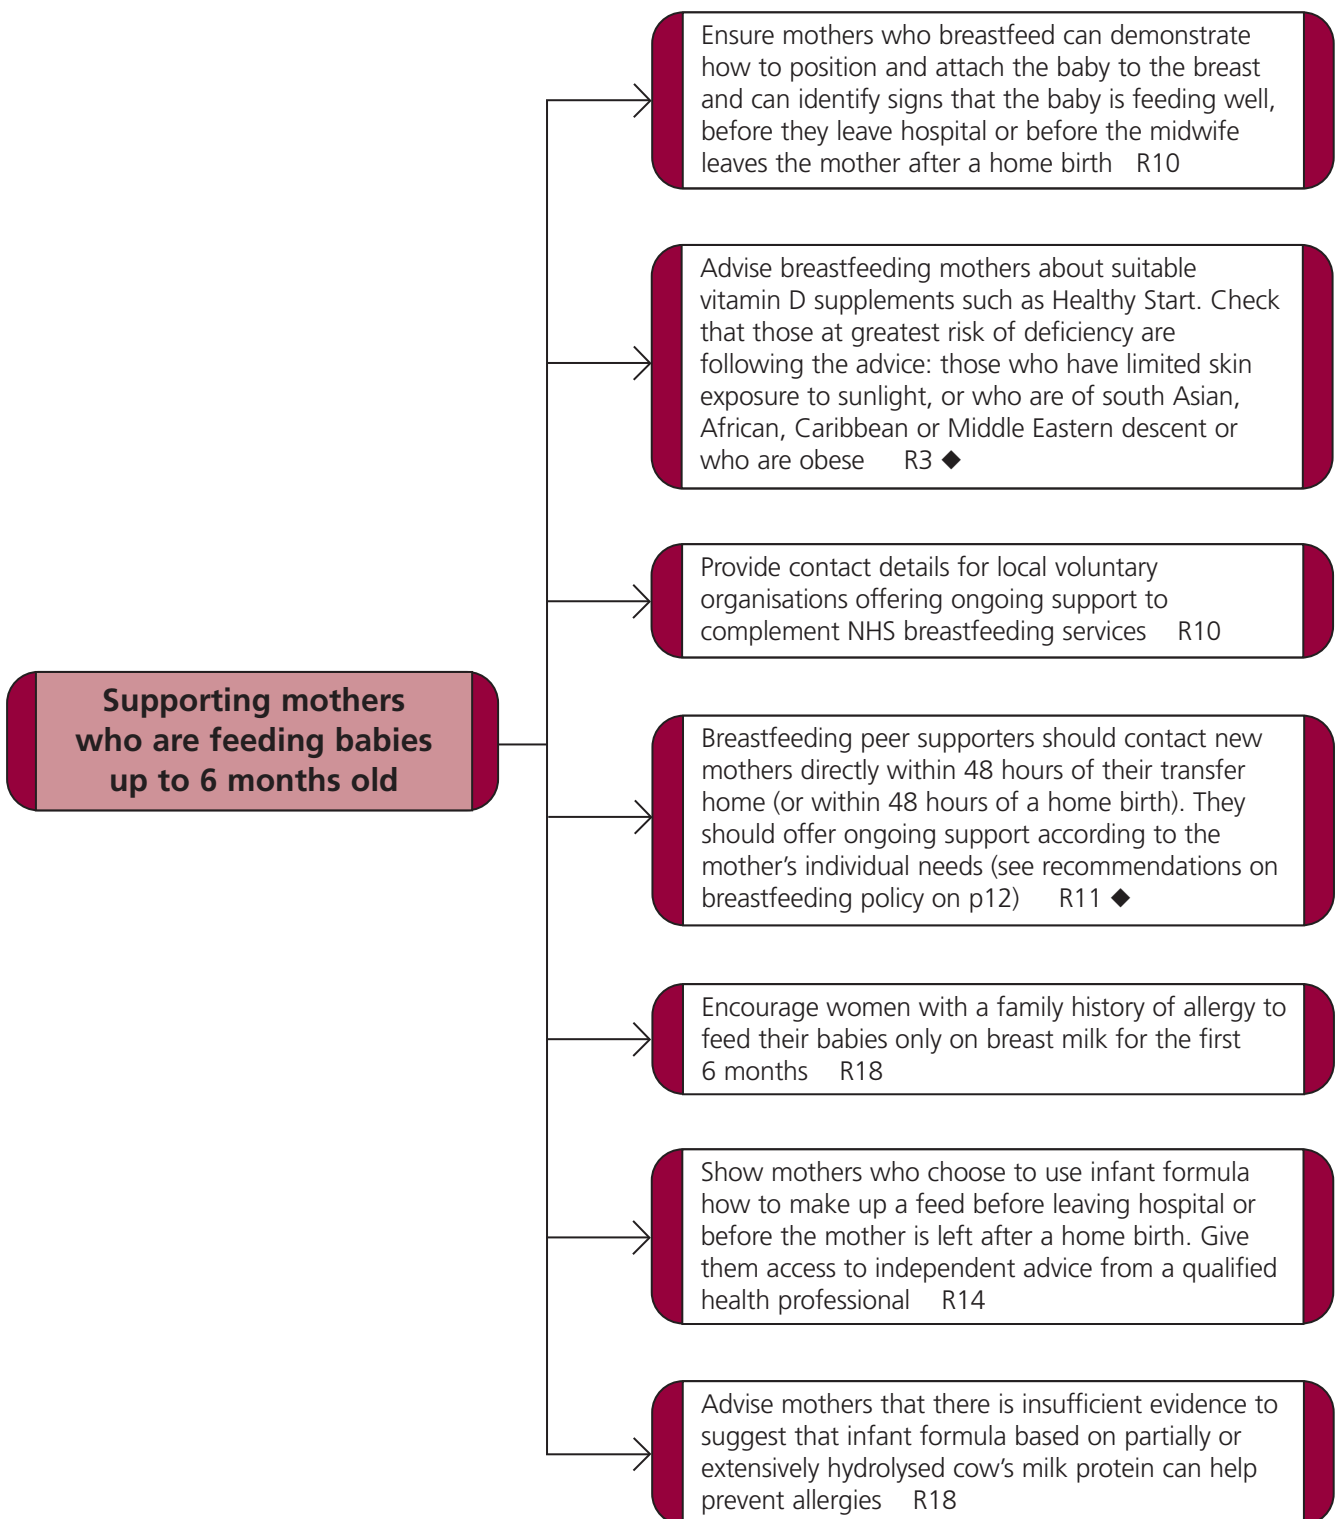 Ensure mothers who breastfeed can demonstrate
how to position and attach the baby to the breast
and can identify signs that the baby is feeding well,
before they leave hospital or before the midwife
leaves the mother after a home birth R10
Advise breastfeeding mothers about suitable
vitamin D supplements such as Healthy Start. Check
that those at greatest risk of deficiency are
following the advice: those who have limited skin
exposure to sunlight, or who are of south Asian,
African, Caribbean or Middle Eastern descent or
who are obese R3 ◆
Provide contact details for local voluntary
organisations offering ongoing support to
complement NHS breastfeeding services R10
Supporting mothers
who are feeding babies
up to 6 months old
Breastfeeding peer supporters should contact new
mothers directly within 48 hours of their transfer
home (or within 48 hours of a home birth). They
should offer ongoing support according to the
mother’s individual needs (see recommendations on
breastfeeding policy on p12) R11 ◆
Encourage women with a family history of allergy to
feed their babies only on breast milk for the first
6 months R18
Show mothers who choose to use infant formula
how to make up a feed before leaving hospital or
before the mother is left after a home birth. Give
them access to independent advice from a qualified
health professional R14
Advise mothers that there is insufficient evidence to
suggest that infant formula based on partially or
extensively hydrolysed cow’s milk protein can help
prevent allergies R18